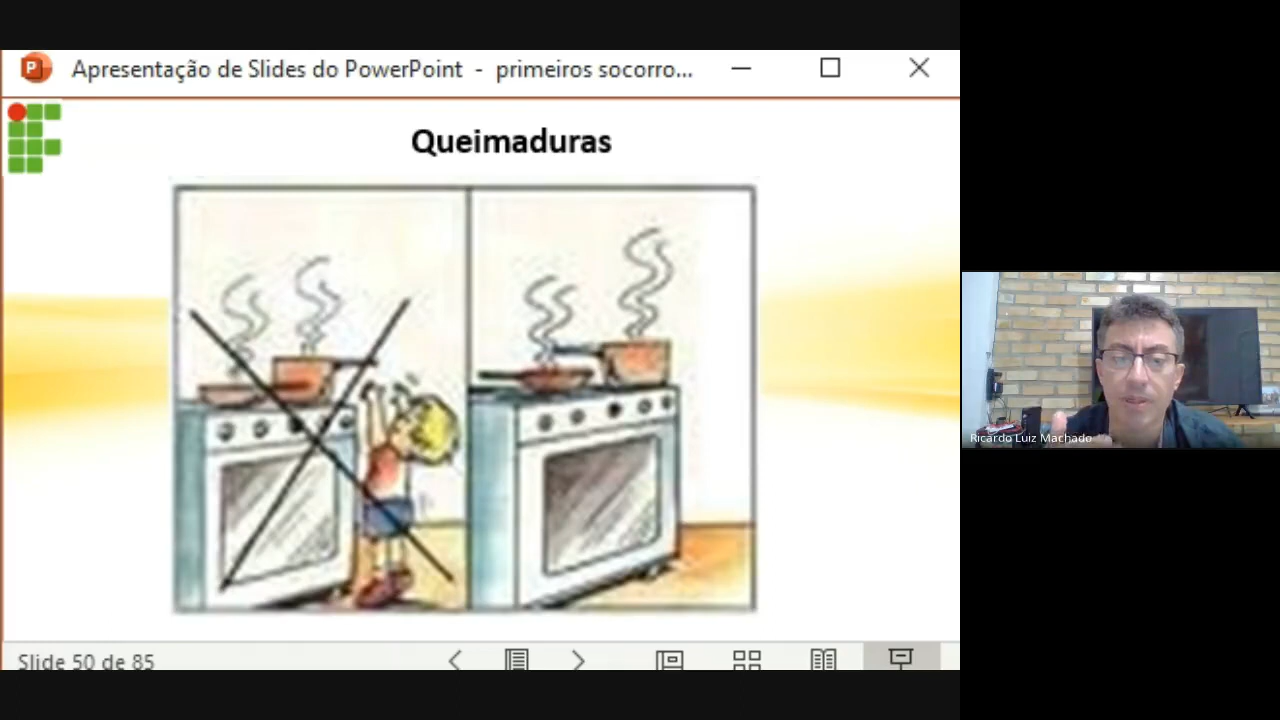 Apresentação de Slides do PowerPoint - primeiros socorro...
Queimaduras
Ricardo Luiz Machado
Slide 50 de 85